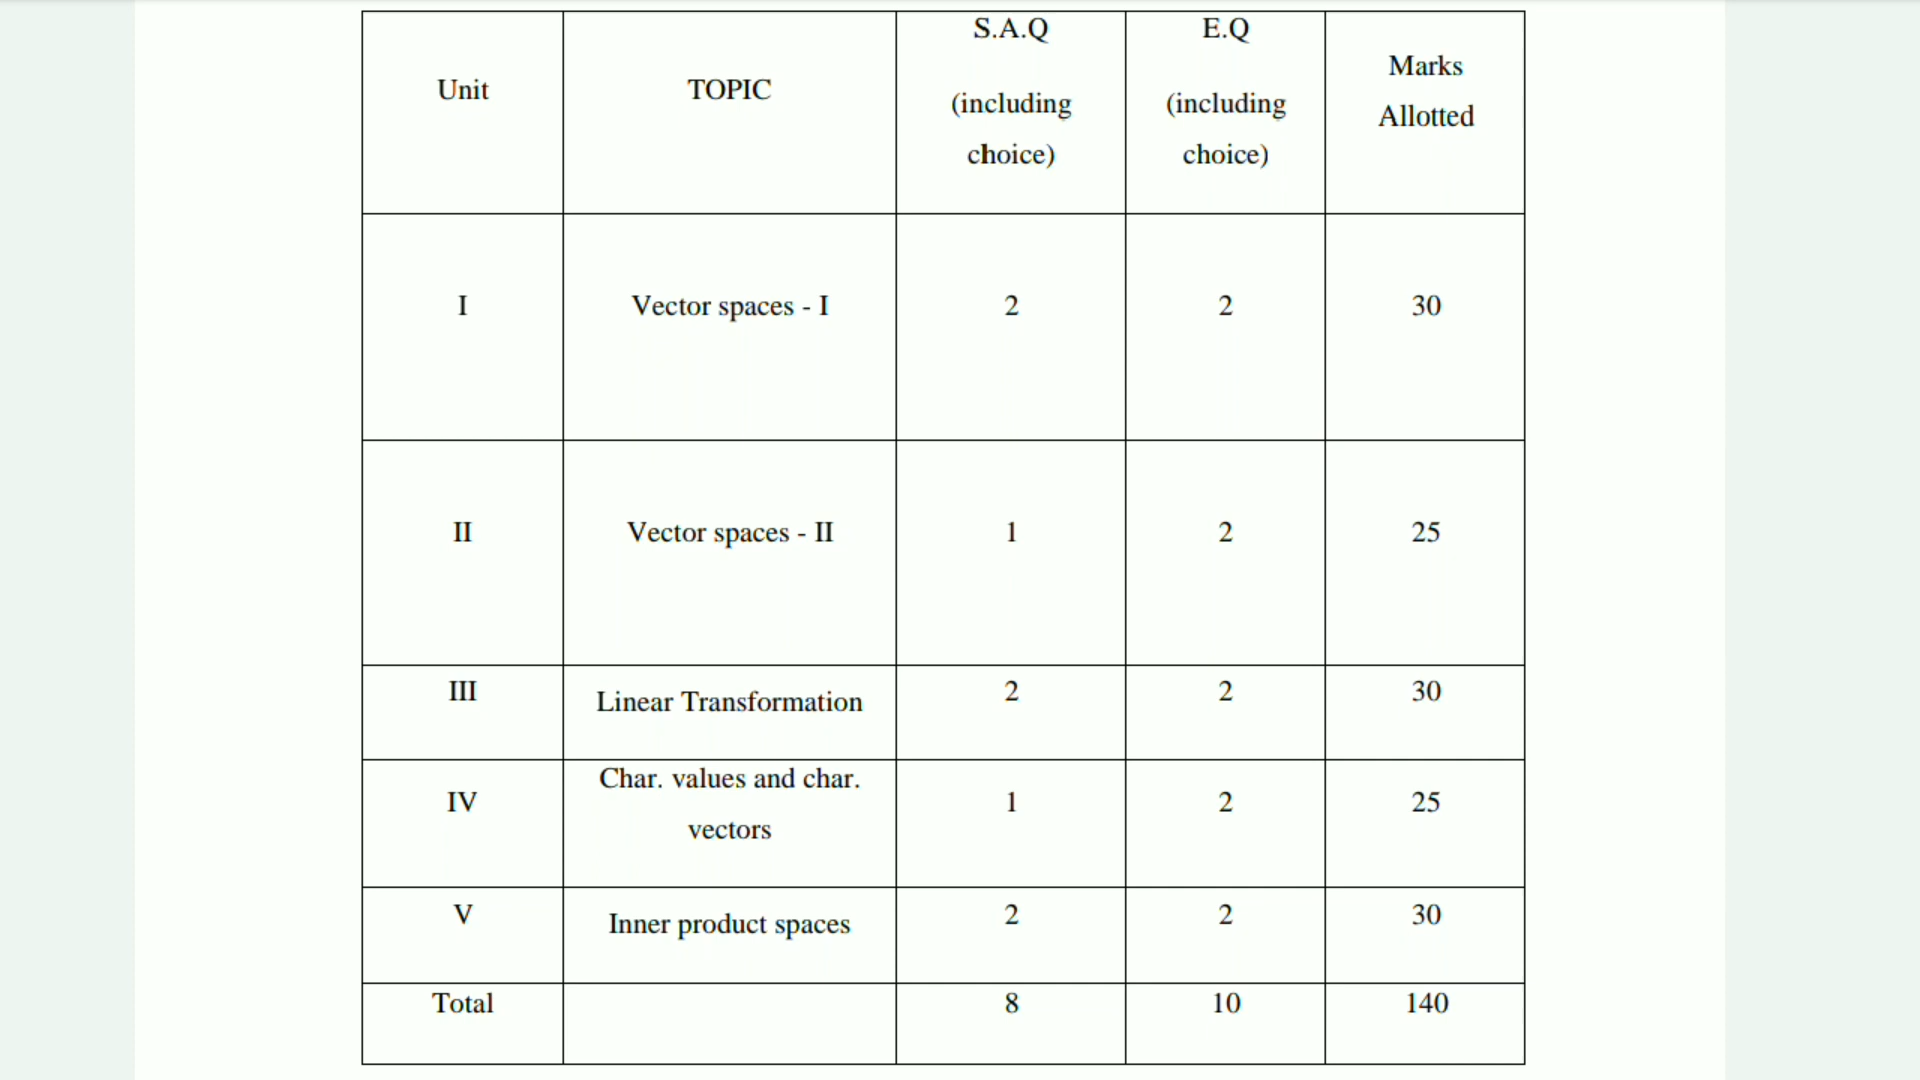 Unit
TOPIC
S.A.Q
(including
choice)
E.Q
(including
choice)
Marks
Allotted
I
Vector spaces - I
2
2
30
II
Vector spaces - II
1
2
25
III
Linear Transformation
2
2
30
IV
Char. values and char.
vectors
1
2
25
V
Inner product spaces
2
2
30
Total
8
10
140